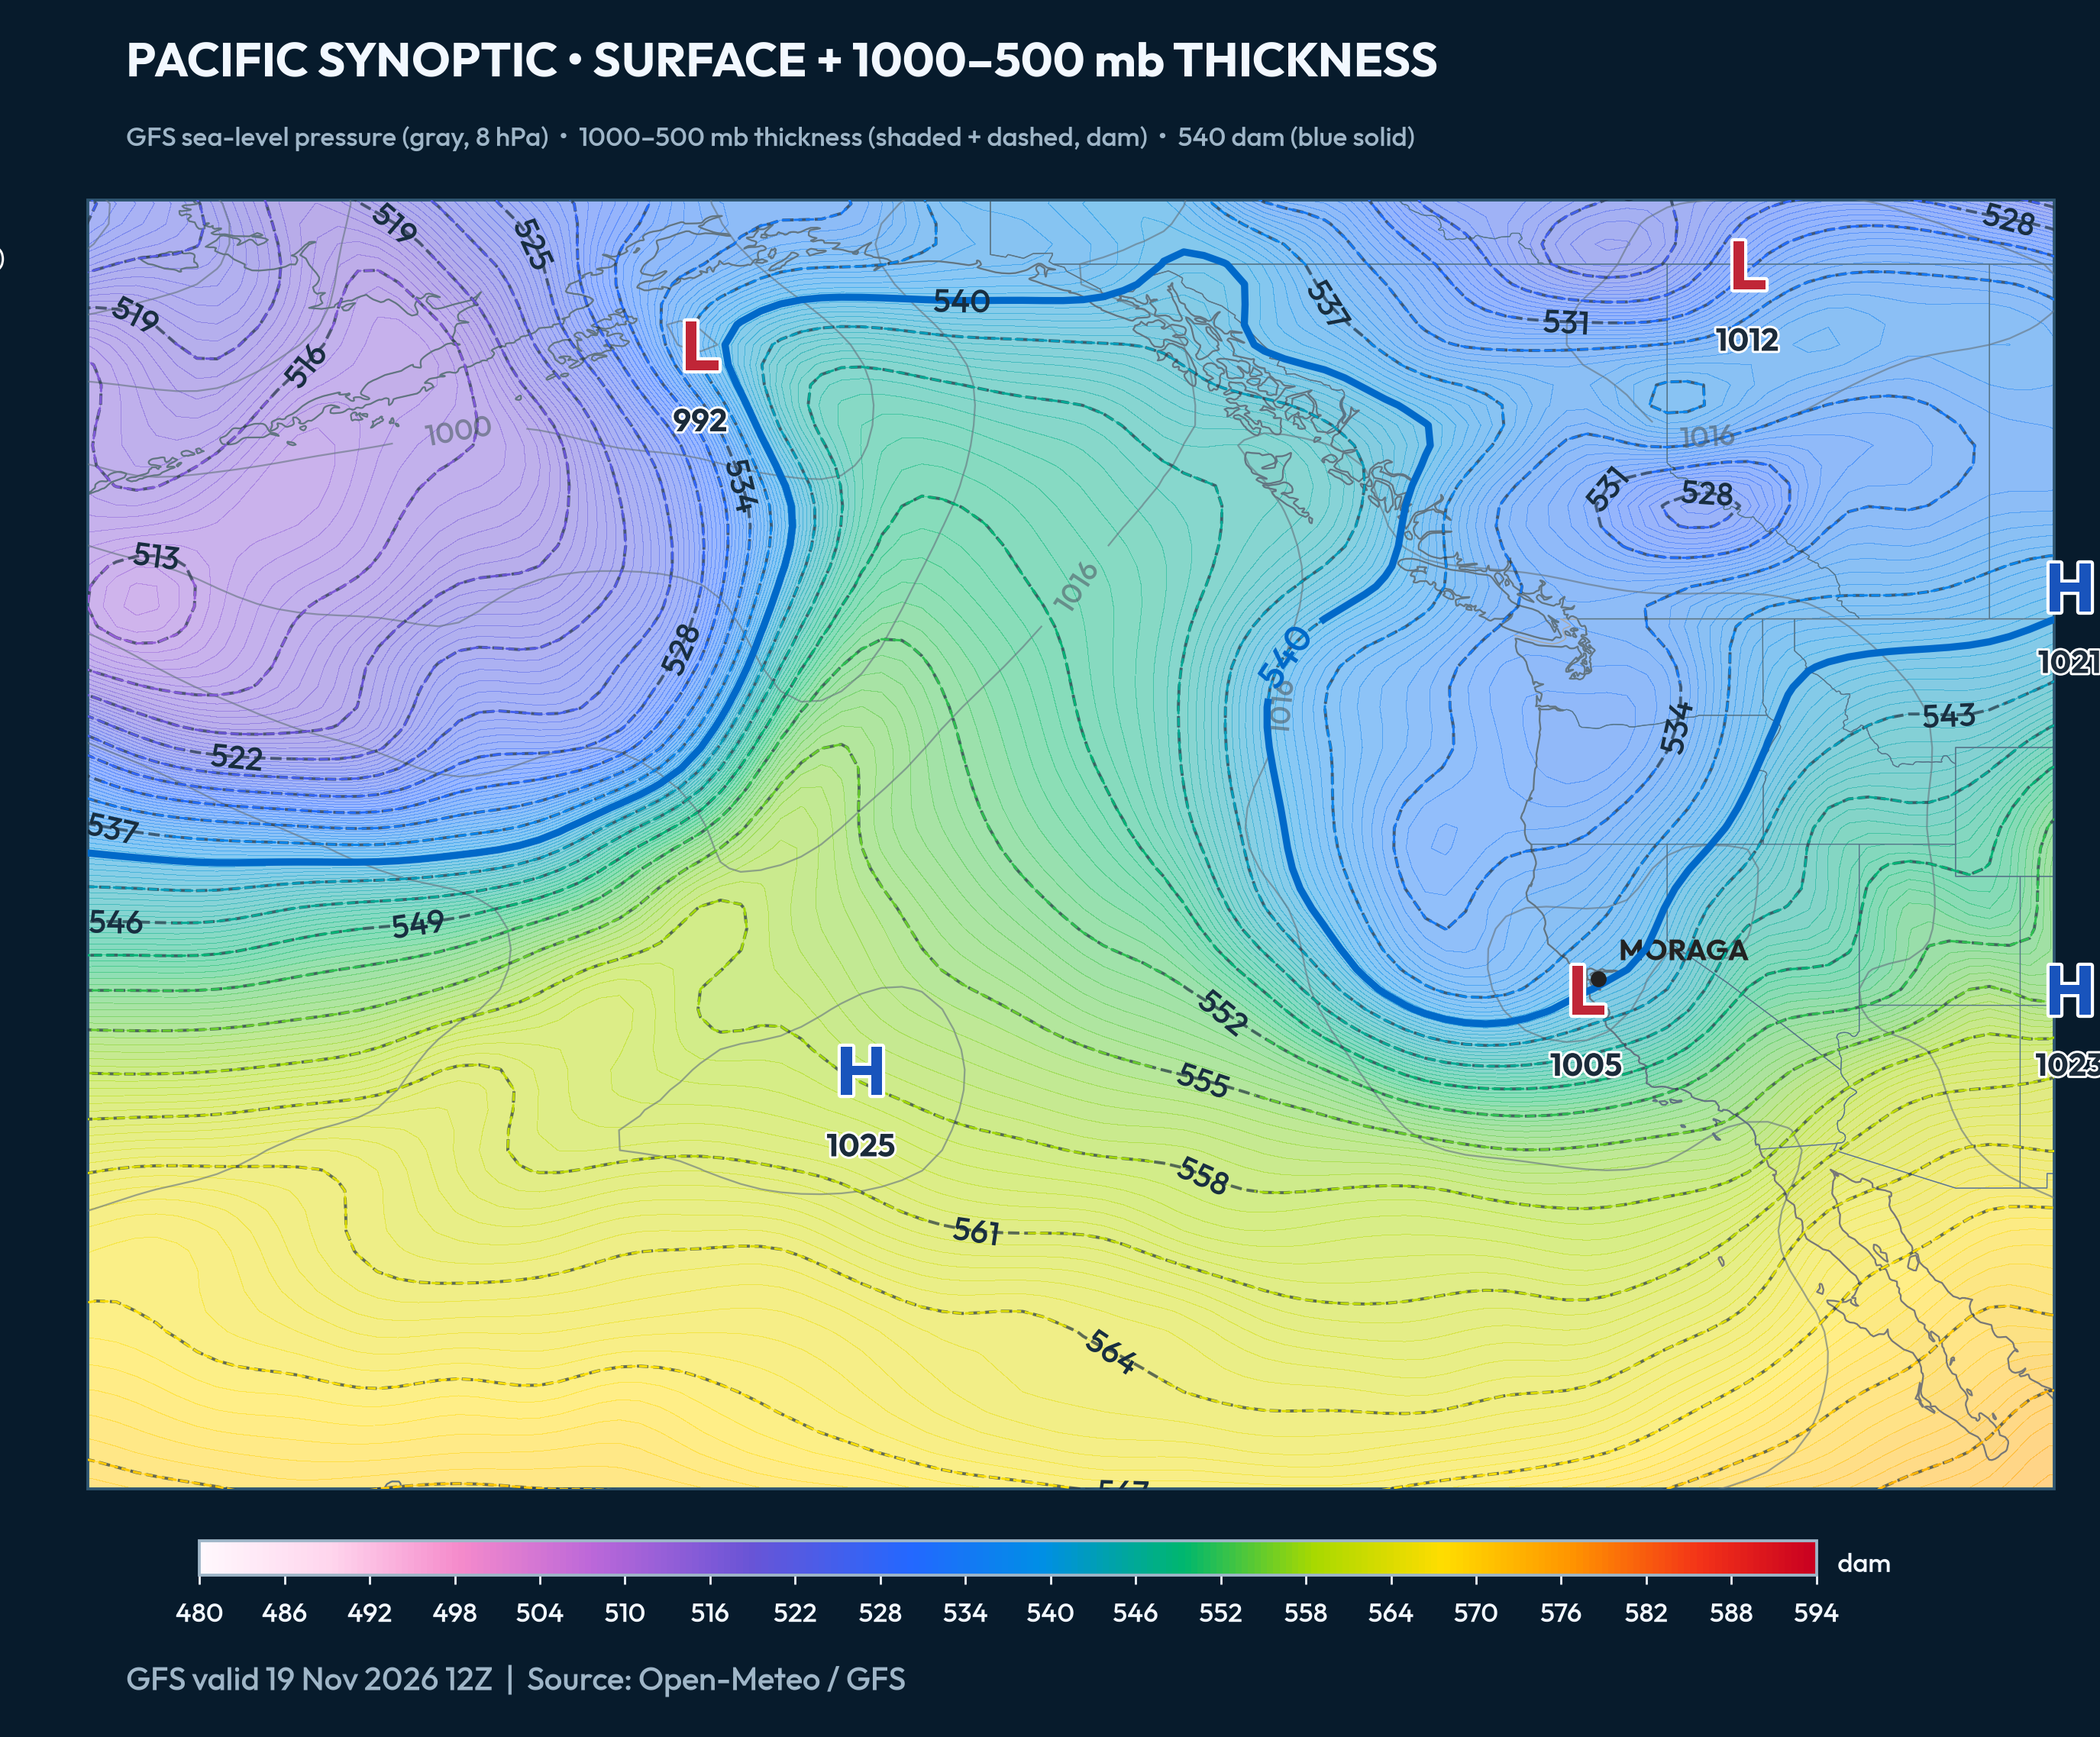 PACIFIC SYNOPTIC • SURFACE + 1000–500 mb THICKNESS
GFS sea-level pressure (gray, 8 hPa) • 1000–500 mb thickness (shaded + dashed, dam) • 540 dam (blue solid)
519
525
528
519
540
537
531
L
1012
516
L
992
1000
1016
534
531
528
513
1016
H
1021
528
540
1016
534
543
522
537
546
549
MORAGA
L
1005
H
1023
552
555
H
1025
558
561
564
480 486 492 498 504 510 516 522 528 534 540 546 552 558 564 570 576 582 588 594
dam
GFS valid 19 Nov 2026 12Z | Source: Open-Meteo / GFS